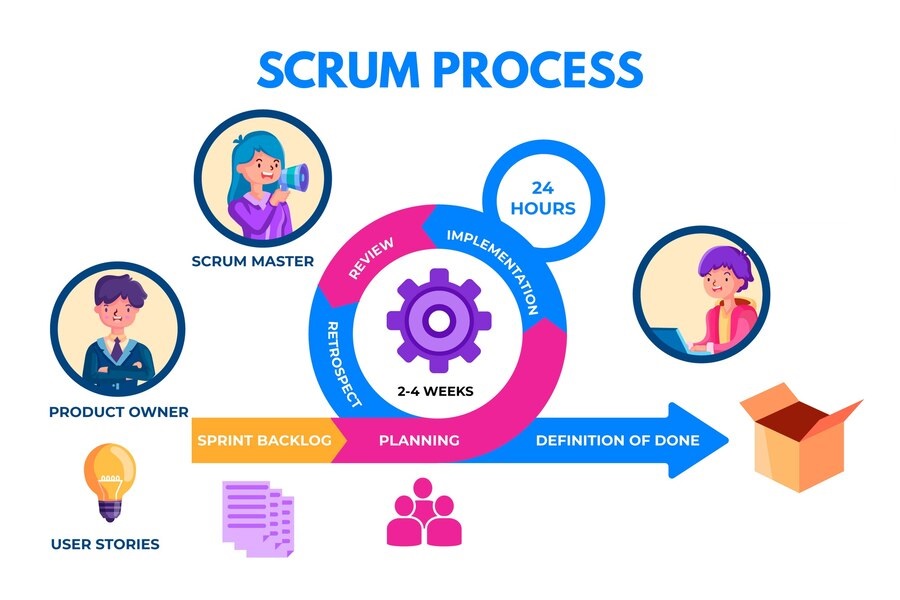 SCRUM PROCESS
24
HOURS
SCRUM MASTER
REVIEW
IMPLEMENTATION
RETROSPECT
2-4 WEEKS
PRODUCT OWNER
SPRINT BACKLOG
PLANNING
DEFINITION OF DONE
USER STORIES